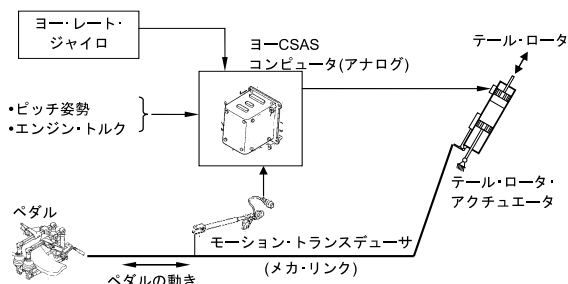 ヨー・レート・
ジャイロ
ヨーCSAS
コンピュータ(アナログ)
テール・ロータ
•ピッチ姿勢
•エンジン・トルク
テール・ロータ・
アクチュエータ
ペダル
モーション・トランスデューサ
(メカ・リンク)
ペダルの動き